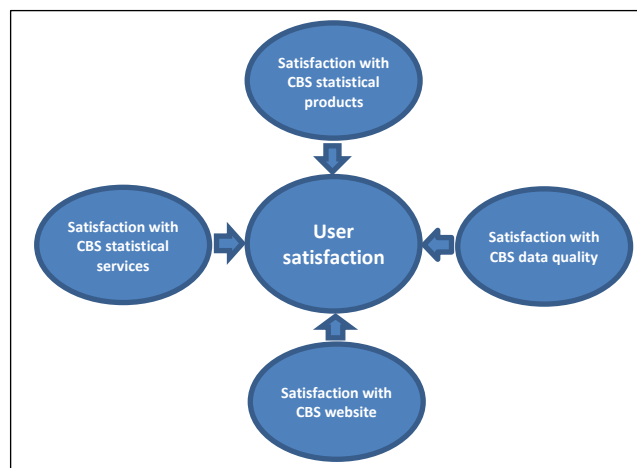 Satisfaction with
CBS statistical
products
Satisfaction with
CBS statistical
services
User
satisfaction
Satisfaction with
CBS data quality
Satisfaction with
CBS website